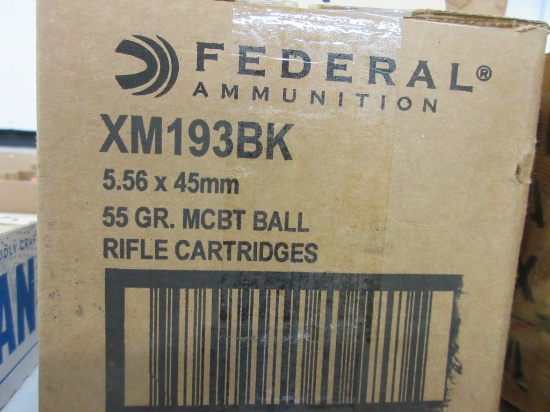 FEDERAL®
AMMUNITION
XM193BK
5.56 x 45mm
55 GR. MCBT BALL
RIFLE CARTRIDGES